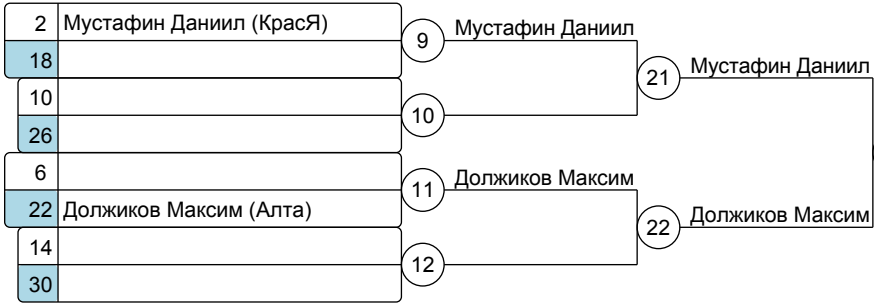 2 Мустафин Даниил (КрасЯ)
18
10
26
6
22 Должиков Максим (Алта)
14
30
9 Мустафин Даниил
10
11 Должиков Максим
12
21 Мустафин Даниил
22 Должиков Максим